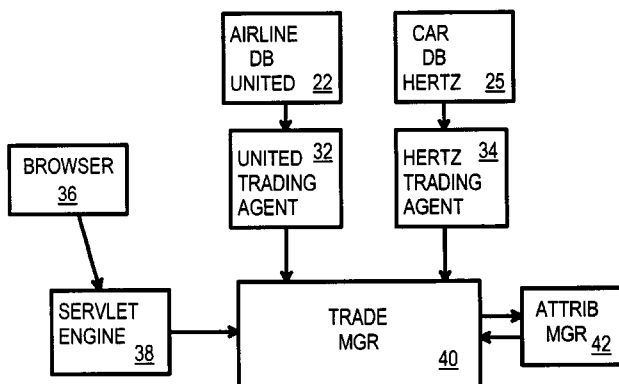 AIRLINE
DB
UNITED 22
CAR
DB
HERTZ 25
UNITED 32
TRADING
AGENT
HERTZ 34
TRADING
AGENT
BROWSER
36
SERVLET
ENGINE 38
TRADE
MGR
40
ATTRIB
MGR 42